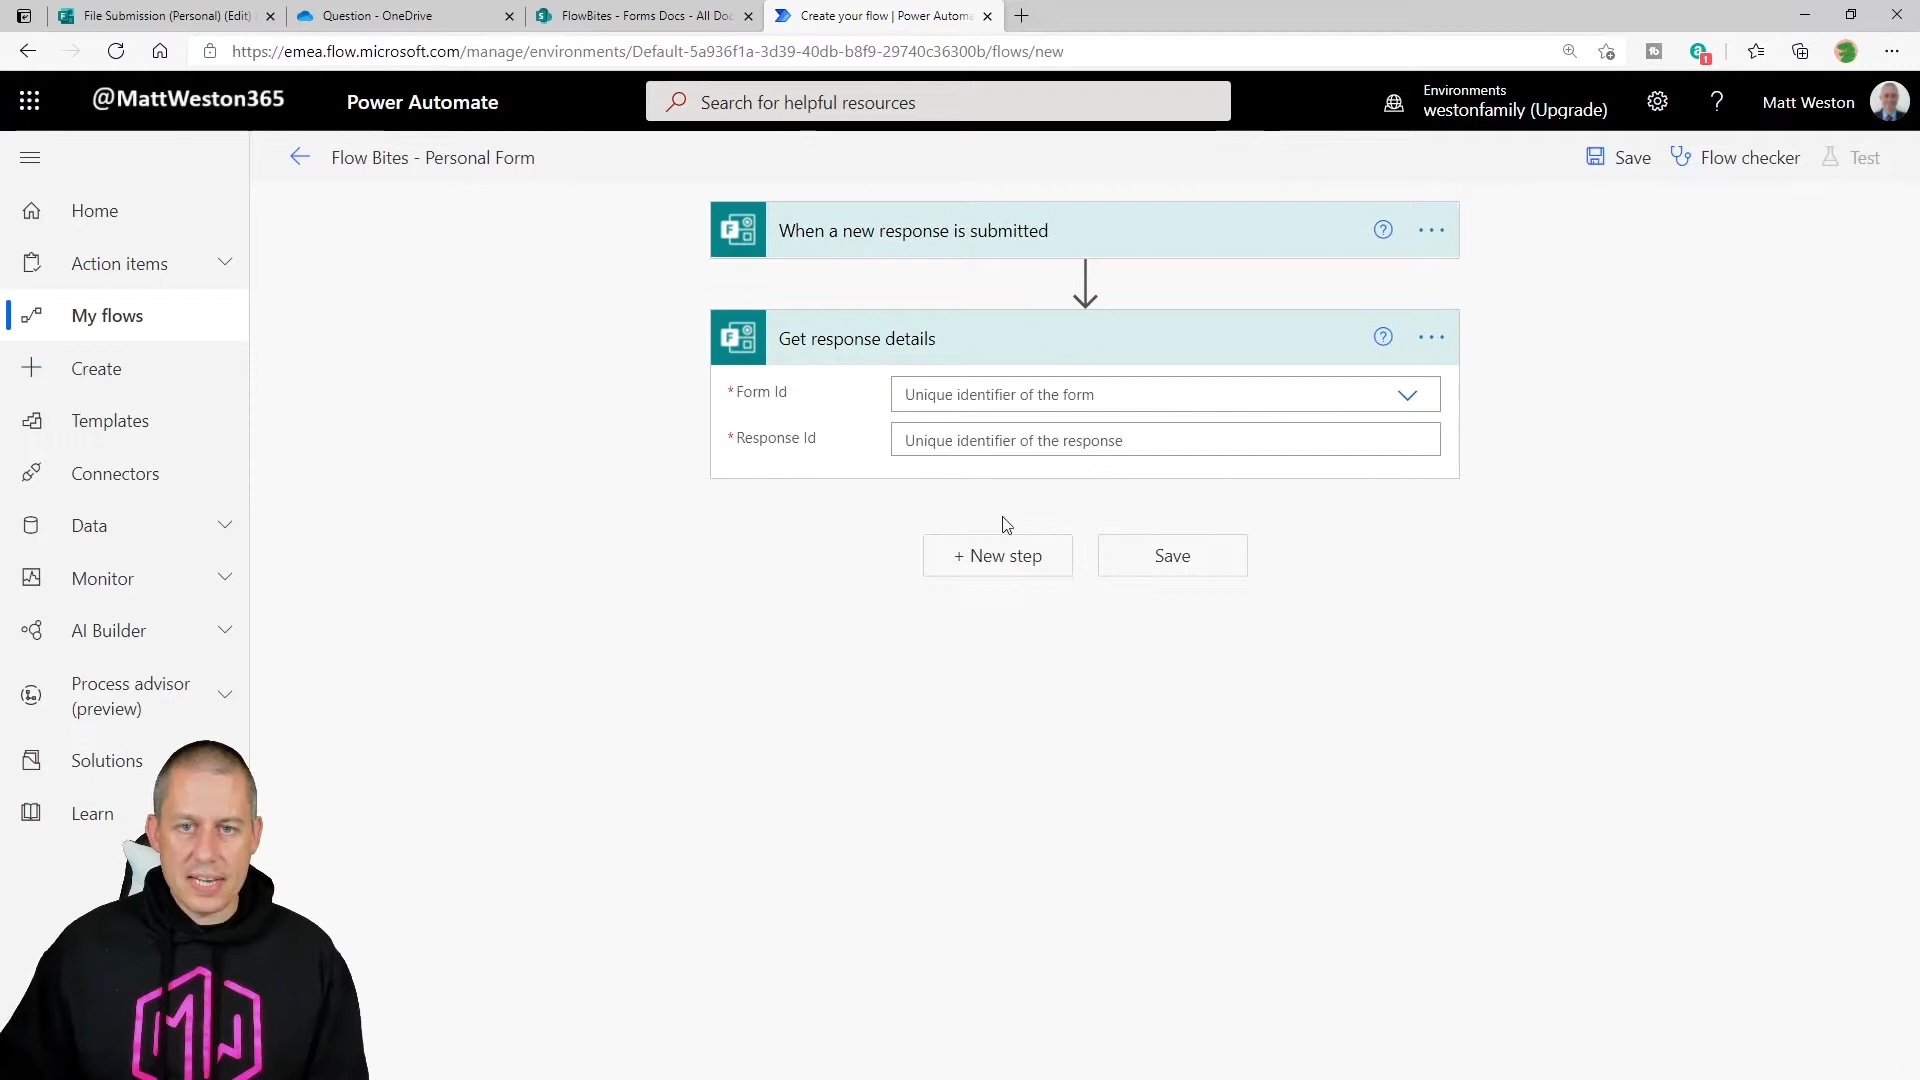 File Submission (Personal) (Edit)
Question - OneDrive
FlowBites - Forms Docs - All Doc
Create your flow | Power Automa
https://emea.flow.microsoft.com/manage/environments/Default-5a936f1a-3d39-40db-b8f9-29740c36300b/flows/new
1
@MattWeston365
Power Automate
Search for helpful resources
Environments
westonfamily (Upgrade)
?
Matt Weston
Flow Bites - Personal Form
Save
Flow checker
Test
Home
Action items
My flows
Create
Templates
Connectors
Data
Monitor
AI Builder
Process advisor
(preview)
Solutions
Learn
When a new response is submitted
?
...
Get response details
?
...
*Form Id
Unique identifier of the form
*Response Id
Unique identifier of the response
+ New step
Save